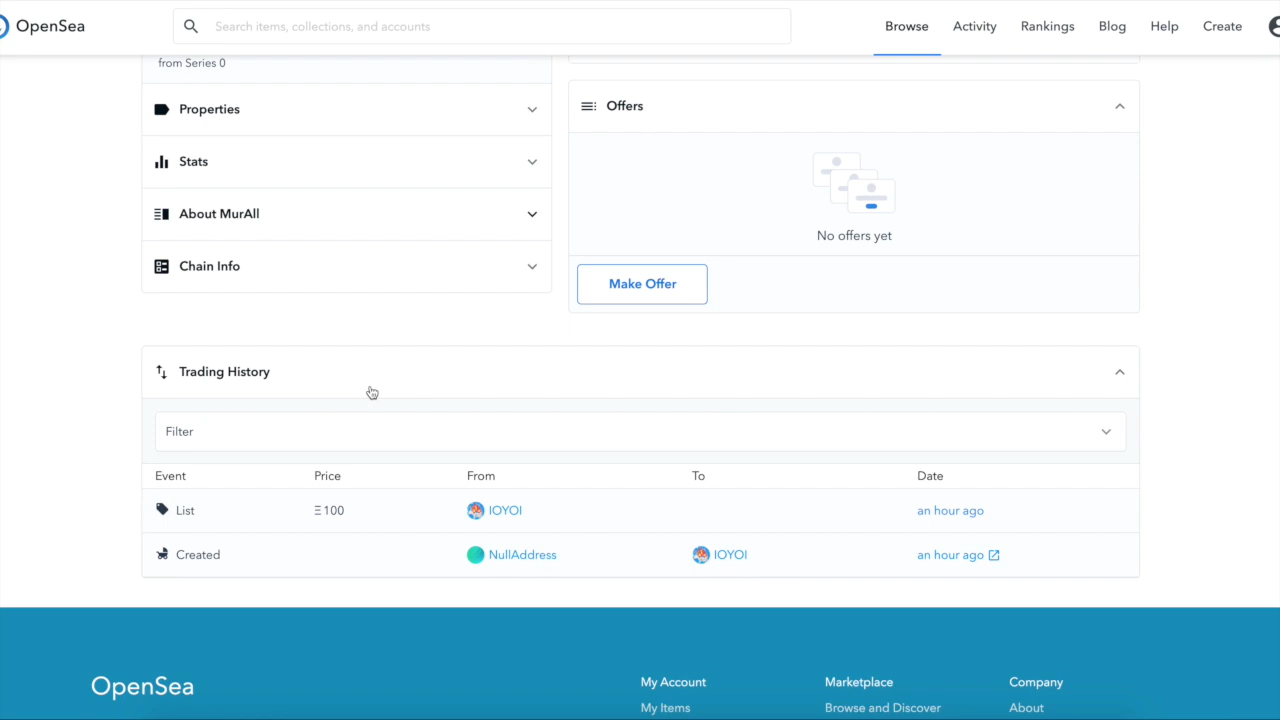 OpenSea
Search items, collections, and accounts
Browse
Activity
Rankings
Blog
Help
Create
from Series 0
Properties
Stats
About MurAll
Chain Info
Offers
No offers yet
Make Offer
Trading History
Filter
Event Price From To Date
List Ξ 100 IOYOI an hour ago
Created NullAddress IOYOI an hour ago
OpenSea
My Account
My Items
Marketplace
Browse and Discover
Company
About